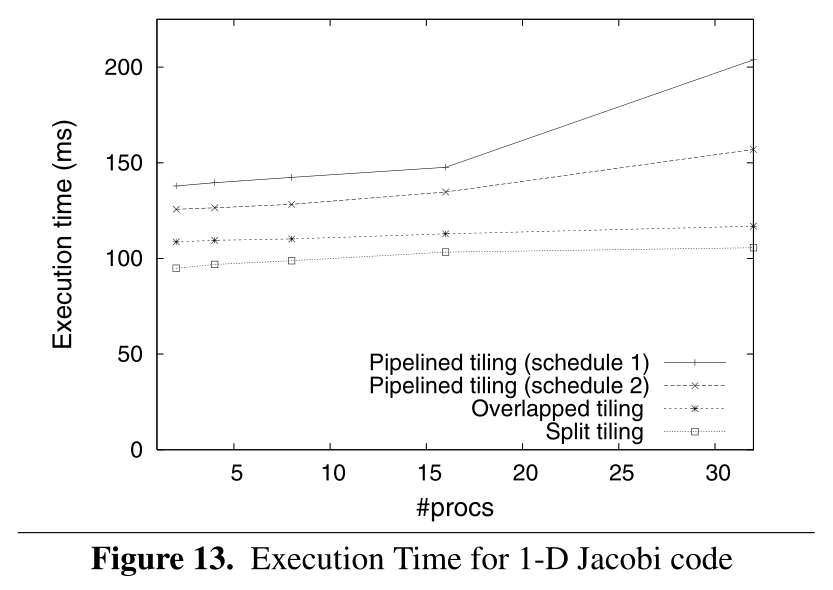 200
150
100
50
0
Execution time (ms)
Pipelined tiling (schedule 1)
Pipelined tiling (schedule 2)
Overlapped tiling
Split tiling
5 10 15 20 25 30
#procs
Figure 13. Execution Time for 1-D Jacobi code